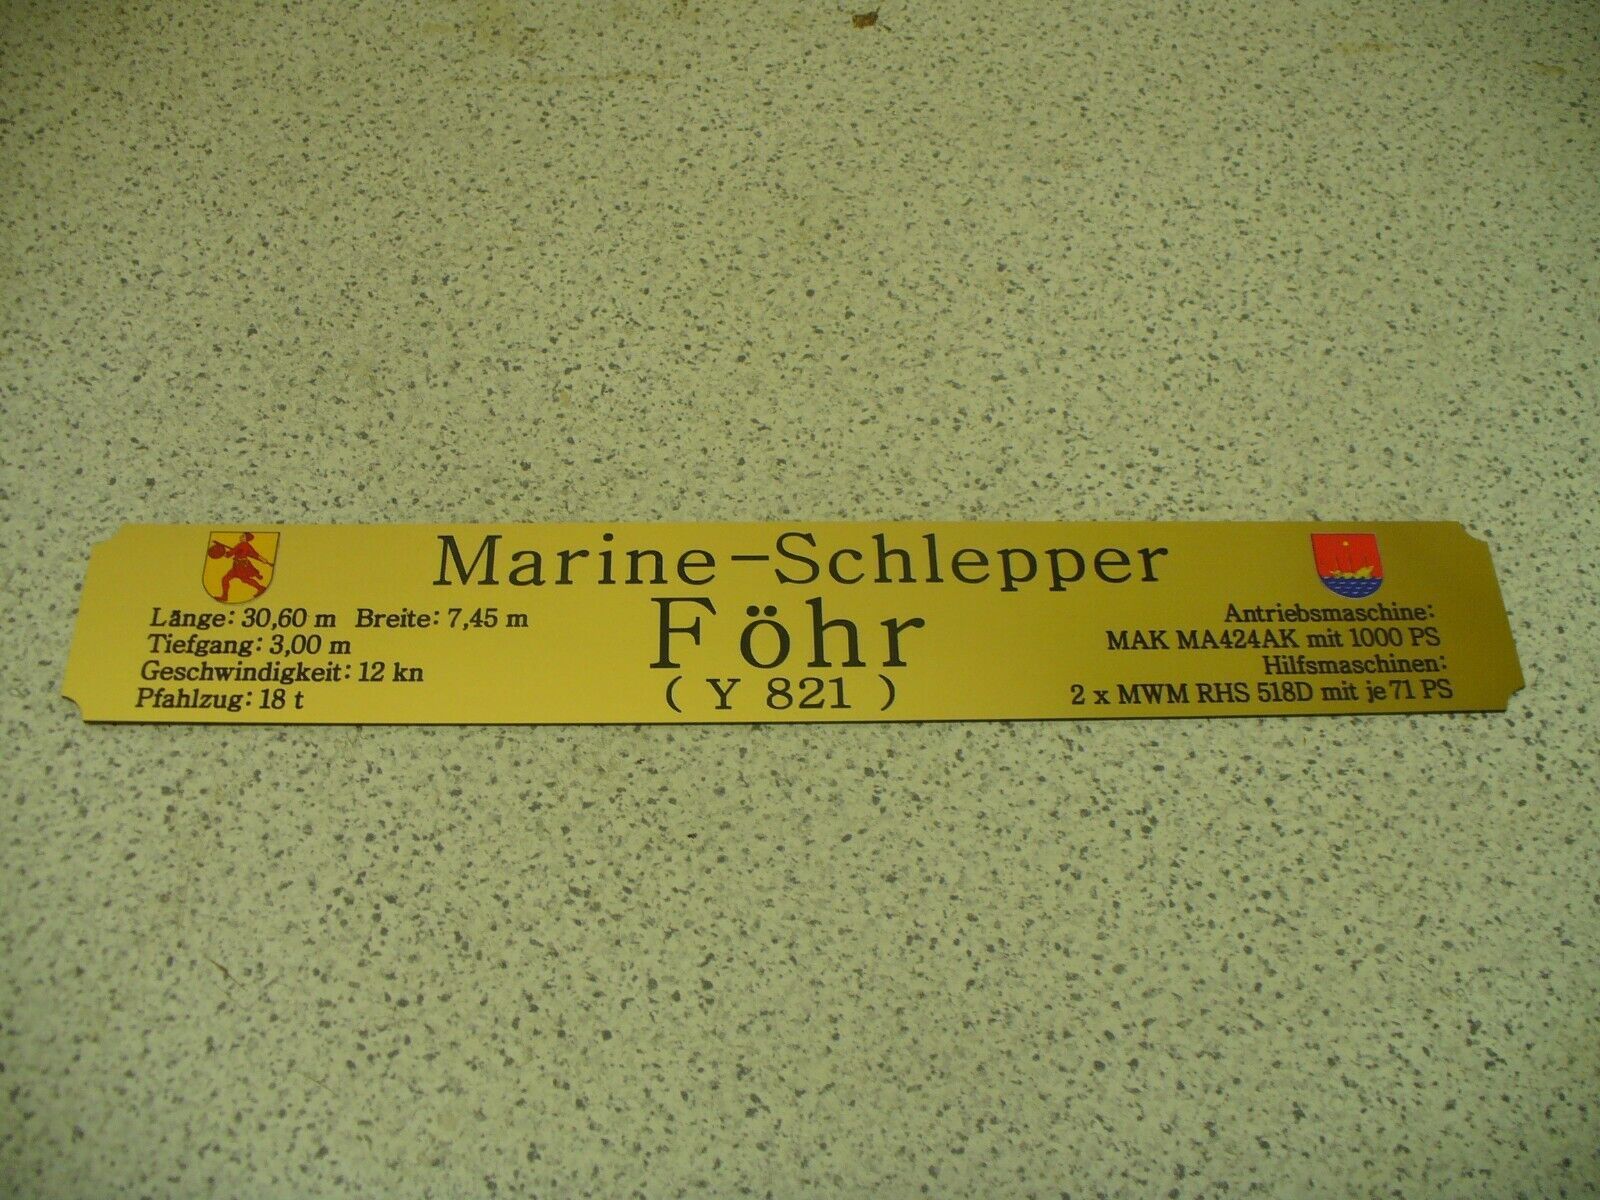 Marine-Schlepper
Föhr
( Y 821 )
Länge: 30,60 m Breite: 7,45 m
Tiefgang: 3,00 m
Geschwindigkeit: 12 kn
Pfahlzug: 18 t
Antriebsmaschine:
MAK MA424AK mit 1000 PS
Hilfsmaschinen:
2 x MWM RHS 518D mit je 71 PS